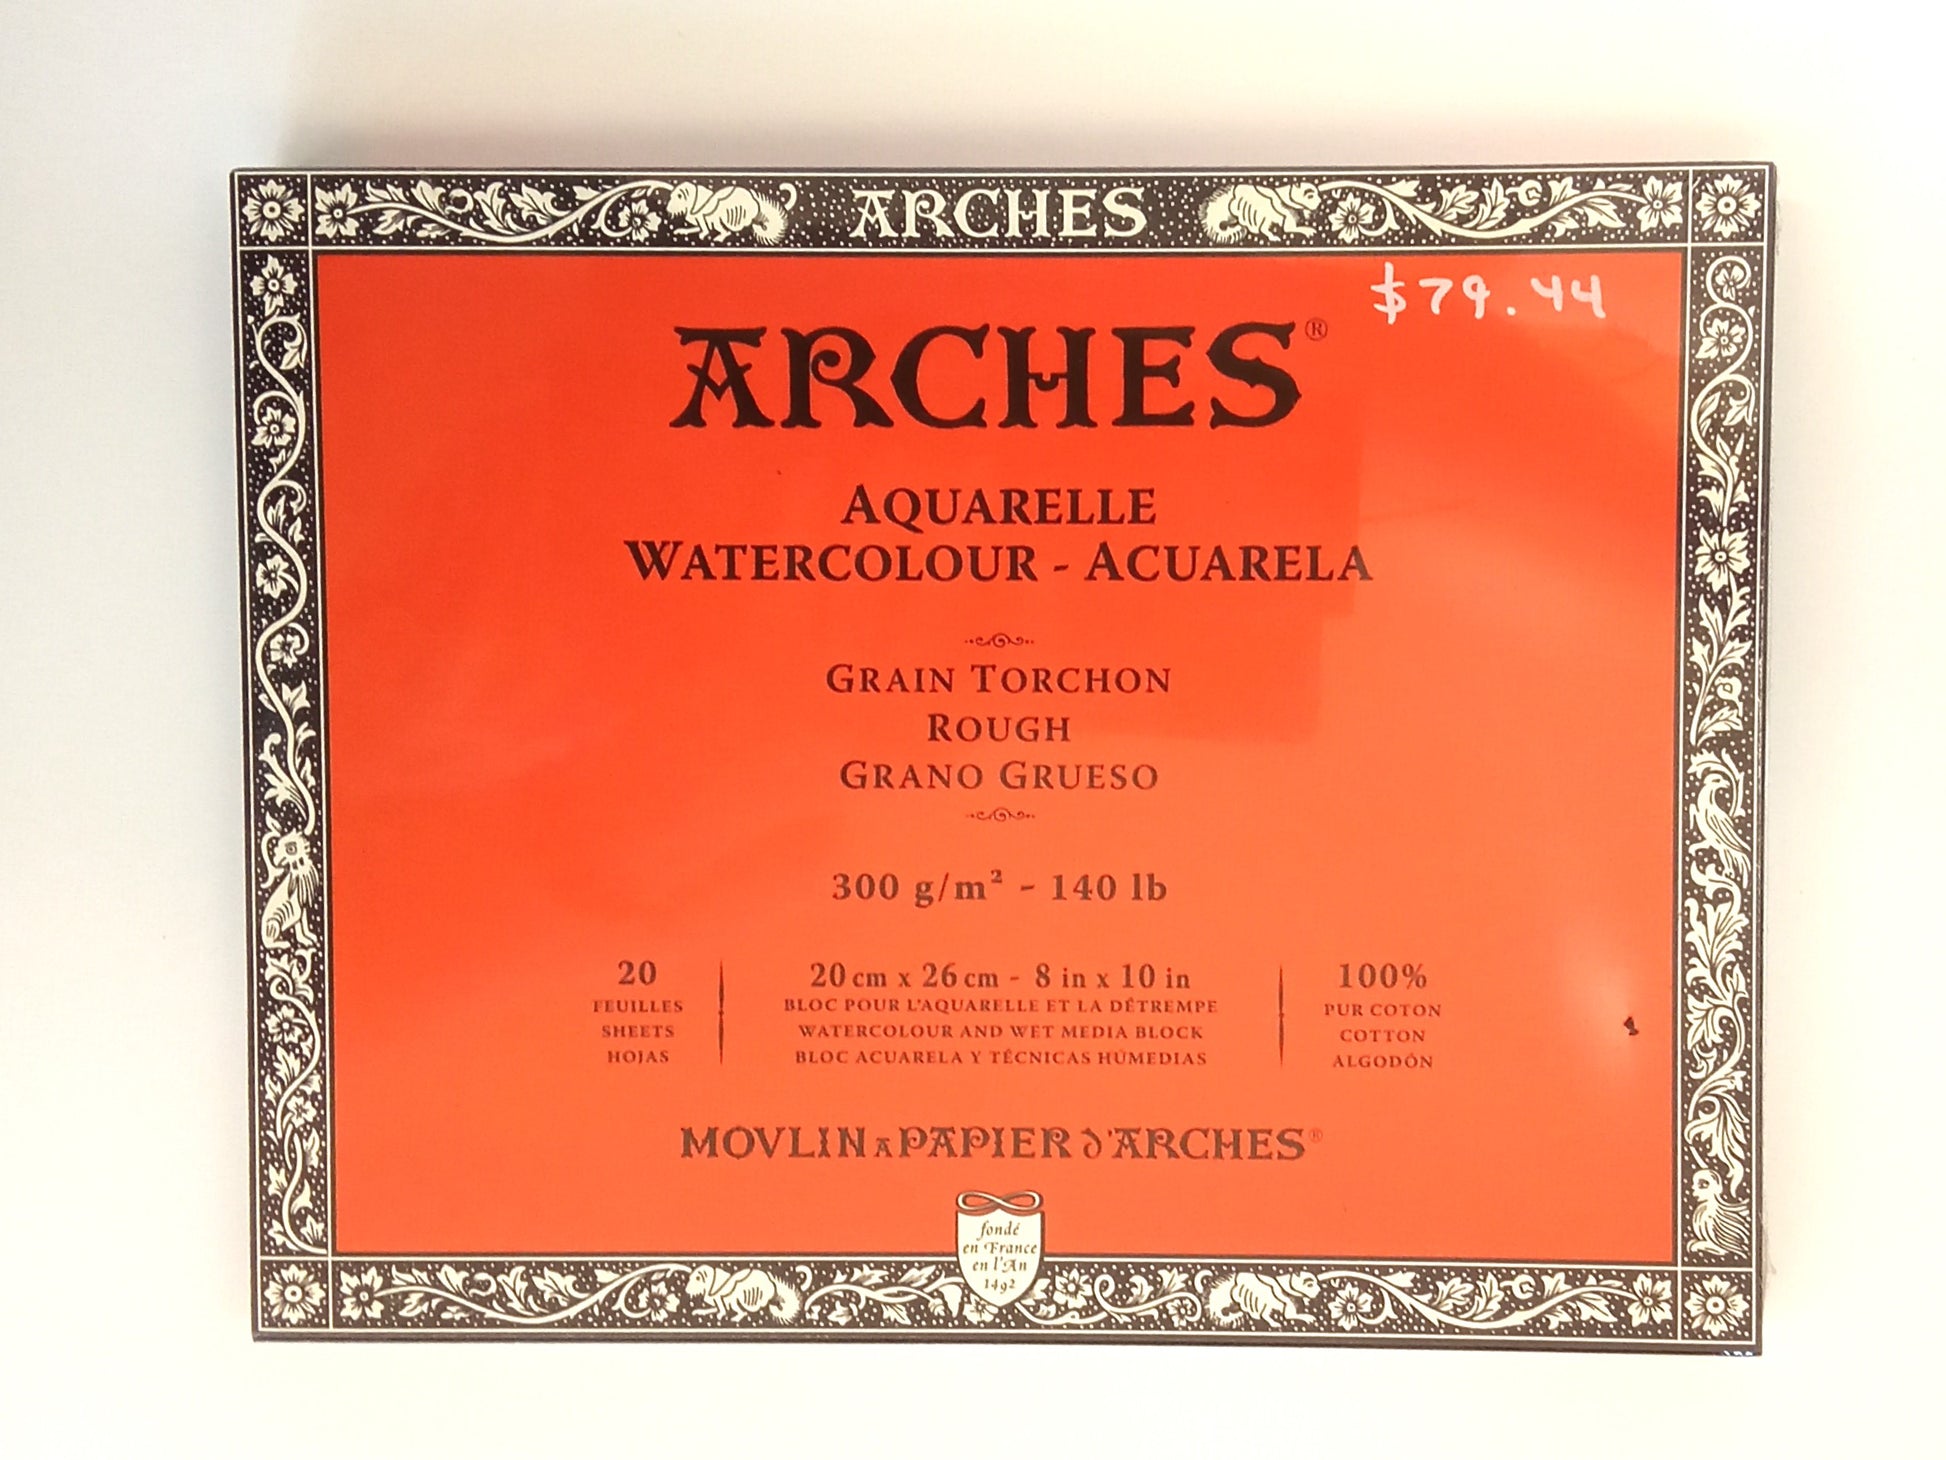 ARCHES
$79.44
ARCHES®
AQUARELLE
WATERCOLOUR - ACUARELA
GRAIN TORCHON
ROUGH
GRANO GRUESO
300 g/m² - 140 lb
20
FEUILLES
SHEETS
HOJAS
20 cm x 26 cm - 8 in x 10 in
BLOC POUR L'AQUARELLE ET LA DÉTREMPE
WATERCOLOUR AND WET MEDIA BLOCK
BLOC ACUARELA Y TÉCNICAS HÚMEDIAS
100%
PUR COTON
COTTON
ALGODÓN
MOVLIN A PAPIER D'ARCHES®
fondé
en France
en l'An
1492